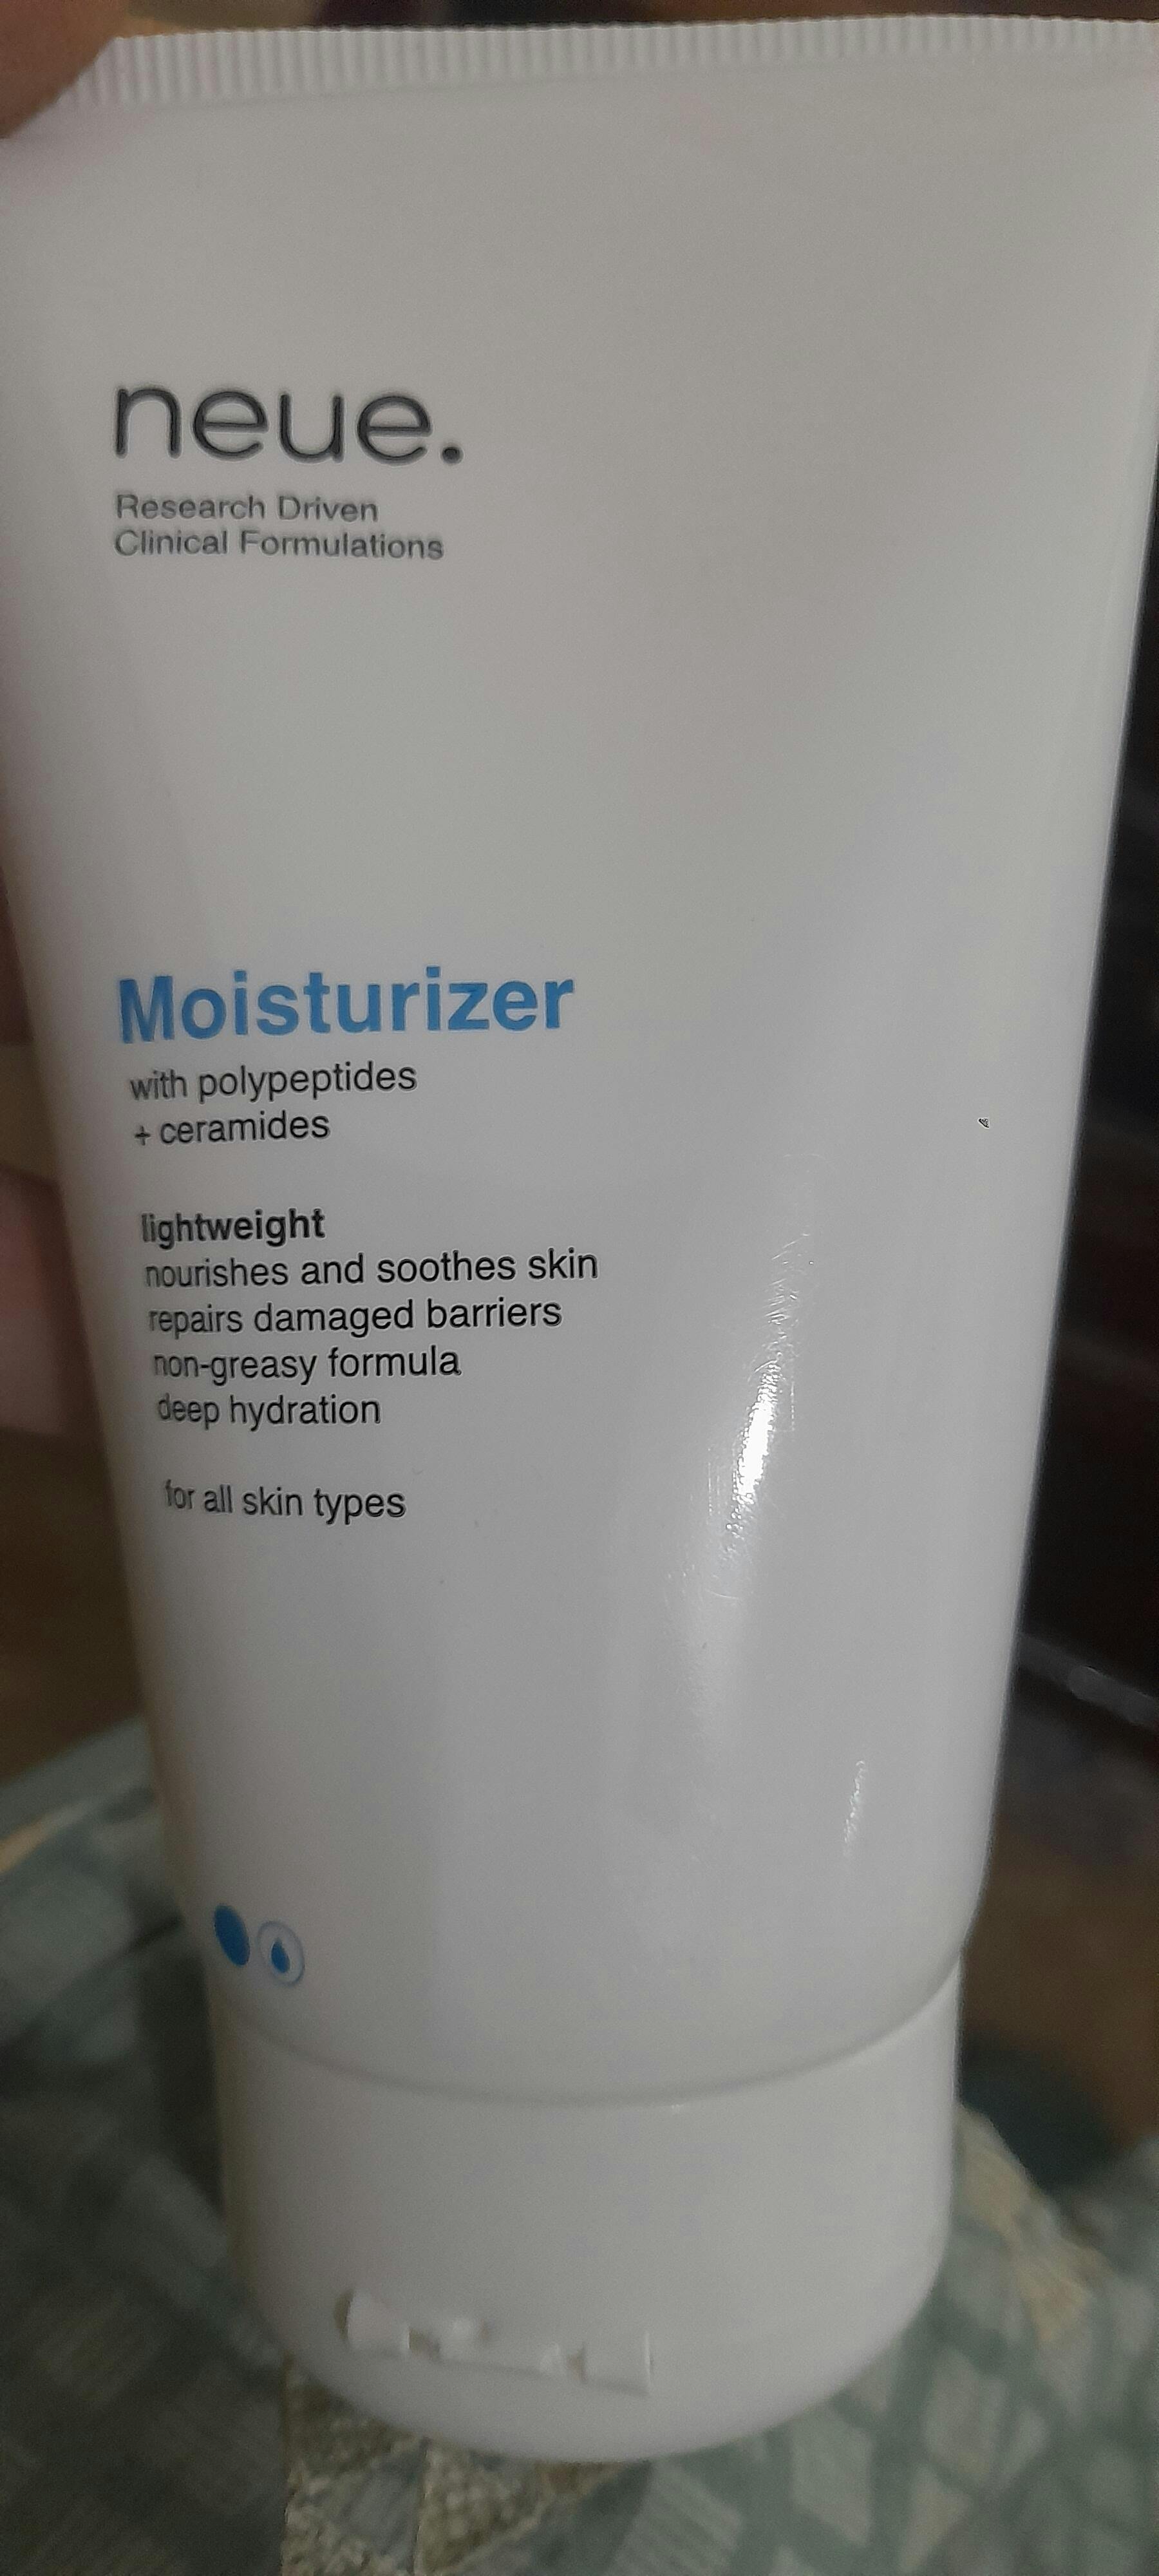 neue.
Research Driven
Clinical Formulations
Moisturizer
with polypeptides
+ ceramides
lightweight
nourishes and soothes skin
repairs damaged barriers
non-greasy formula
deep hydration
for all skin types